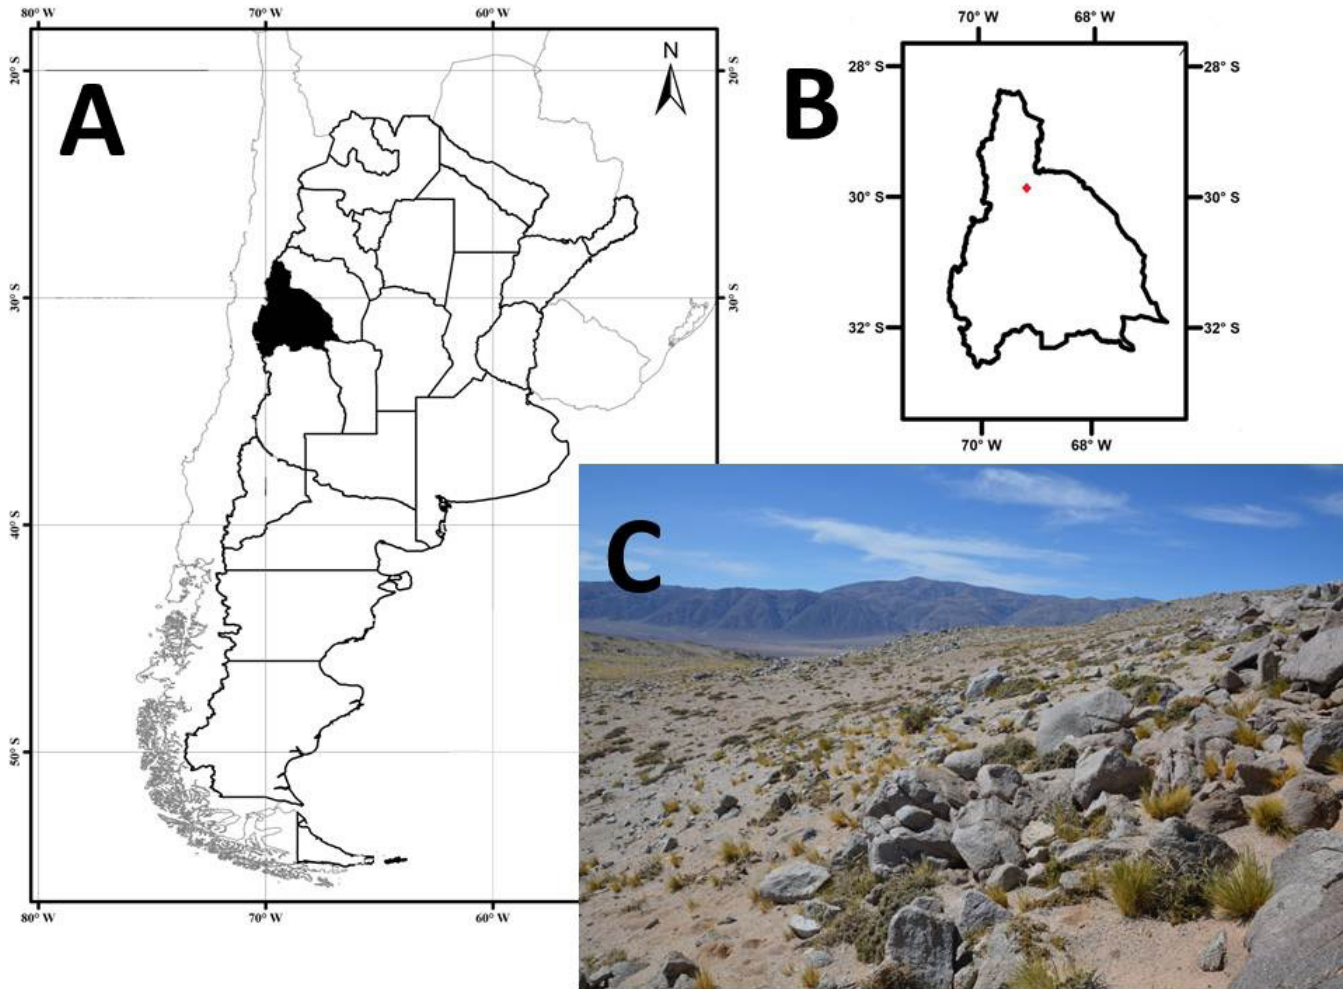 80° W 70° W 60° W
70° W 68° W
N
A
B
20° S 20° S
28° S 28° S
30° S 30° S
30° S 30° S
32° S 32° S
70° W 68° W
40° S
C
50° S
80° W 70° W 60° W